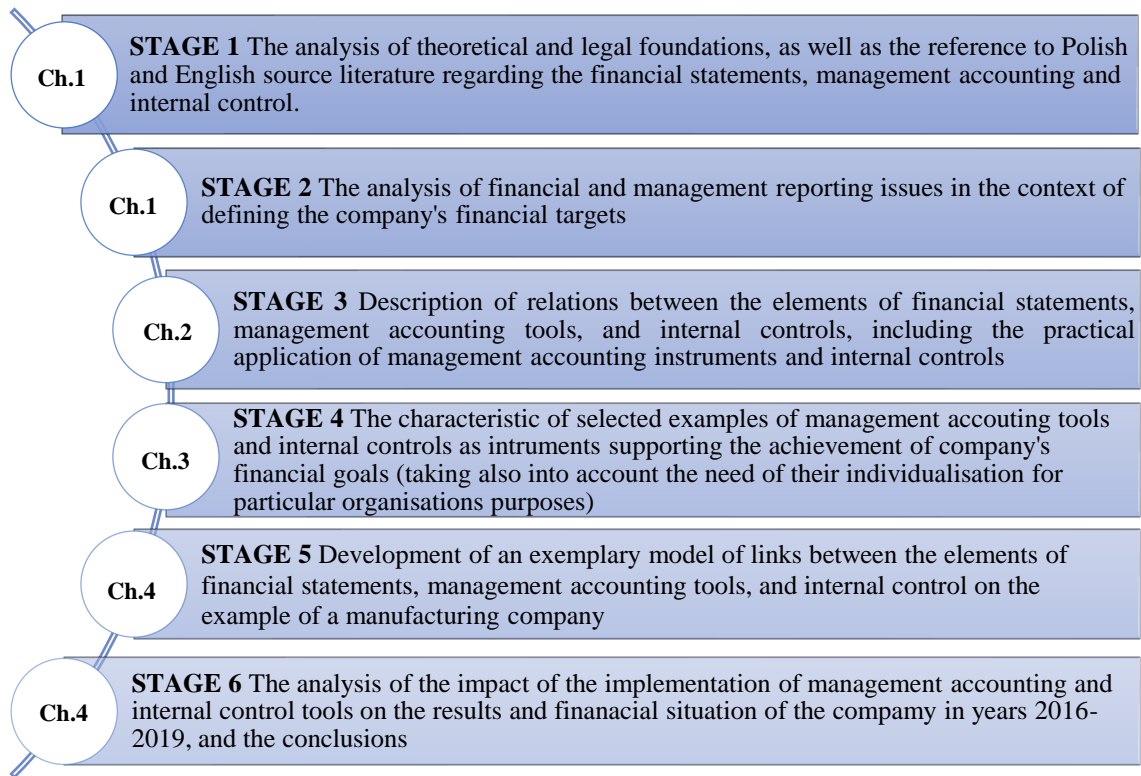 Ch.1
STAGE 1 The analysis of theoretical and legal foundations, as well as the reference to Polish
and English source literature regarding the financial statements, management accounting and
internal control.
Ch.1
STAGE 2 The analysis of financial and management reporting issues in the context of
defining the company's financial targets
Ch.2
STAGE 3 Description of relations between the elements of financial statements,
management accounting tools, and internal controls, including the practical
application of management accounting instruments and internal controls
Ch.3
STAGE 4 The characteristic of selected examples of management accouting tools
and internal controls as intruments supporting the achievement of company's
financial goals (taking also into account the need of their individualisation for
particular organisations purposes)
Ch.4
STAGE 5 Development of an exemplary model of links between the elements of
financial statements, management accounting tools, and internal control on the
example of a manufacturing company
Ch.4
STAGE 6 The analysis of the impact of the implementation of management accounting and
internal control tools on the results and finanacial situation of the compamy in years 2016-
2019, and the conclusions